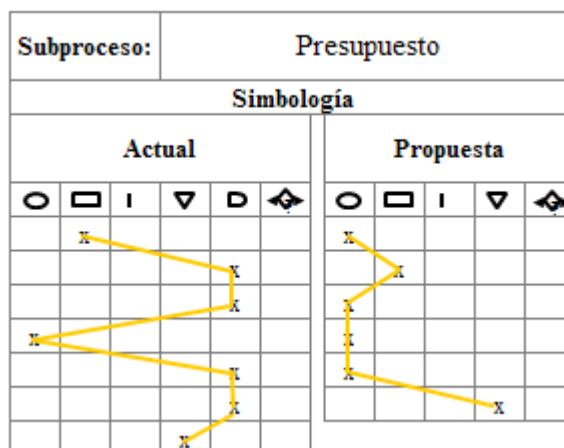 Subproceso: Presupuesto
Simbología
Actual Propuesta
x x
x x
x x
x x
x x
x x
x